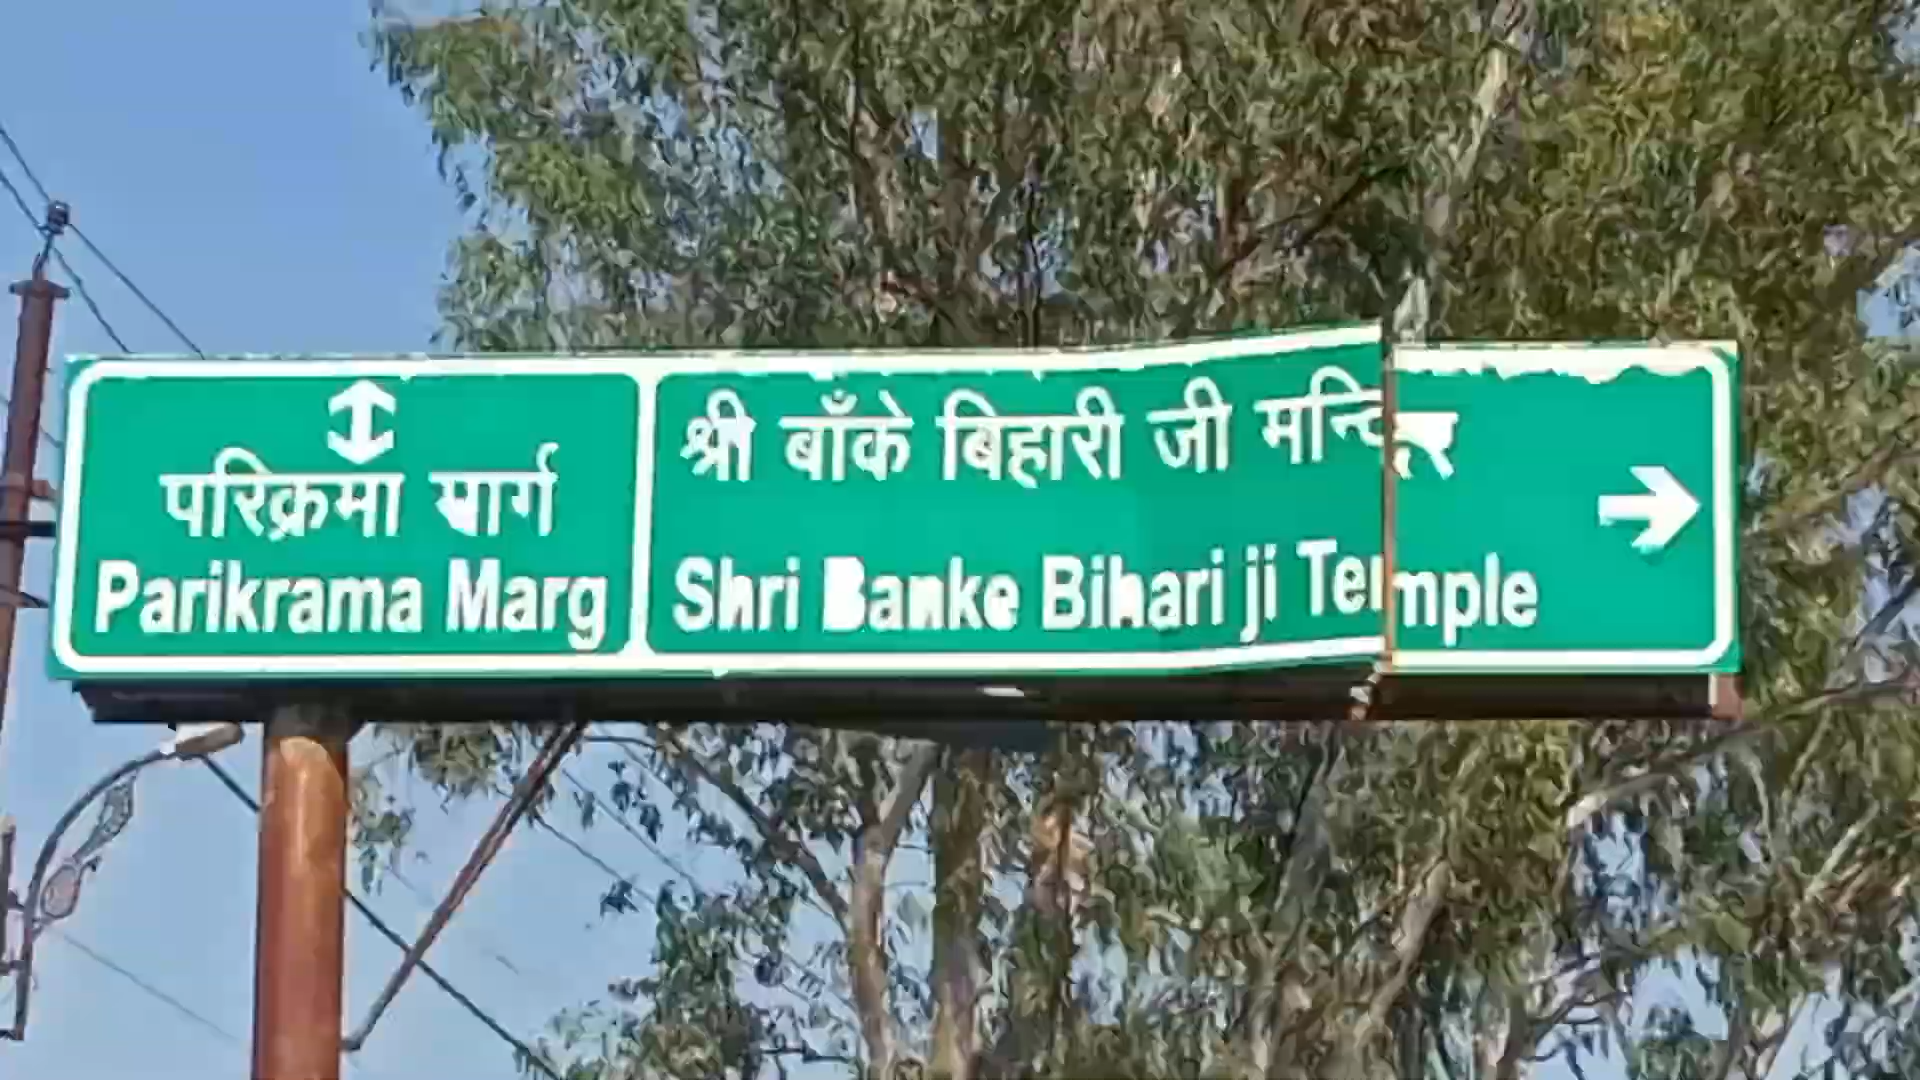 परिक्रमा मार्ग
Parikrama Marg
श्री बाँके बिहारी जी मन्दिर
Shri Banke Bihari ji Temple